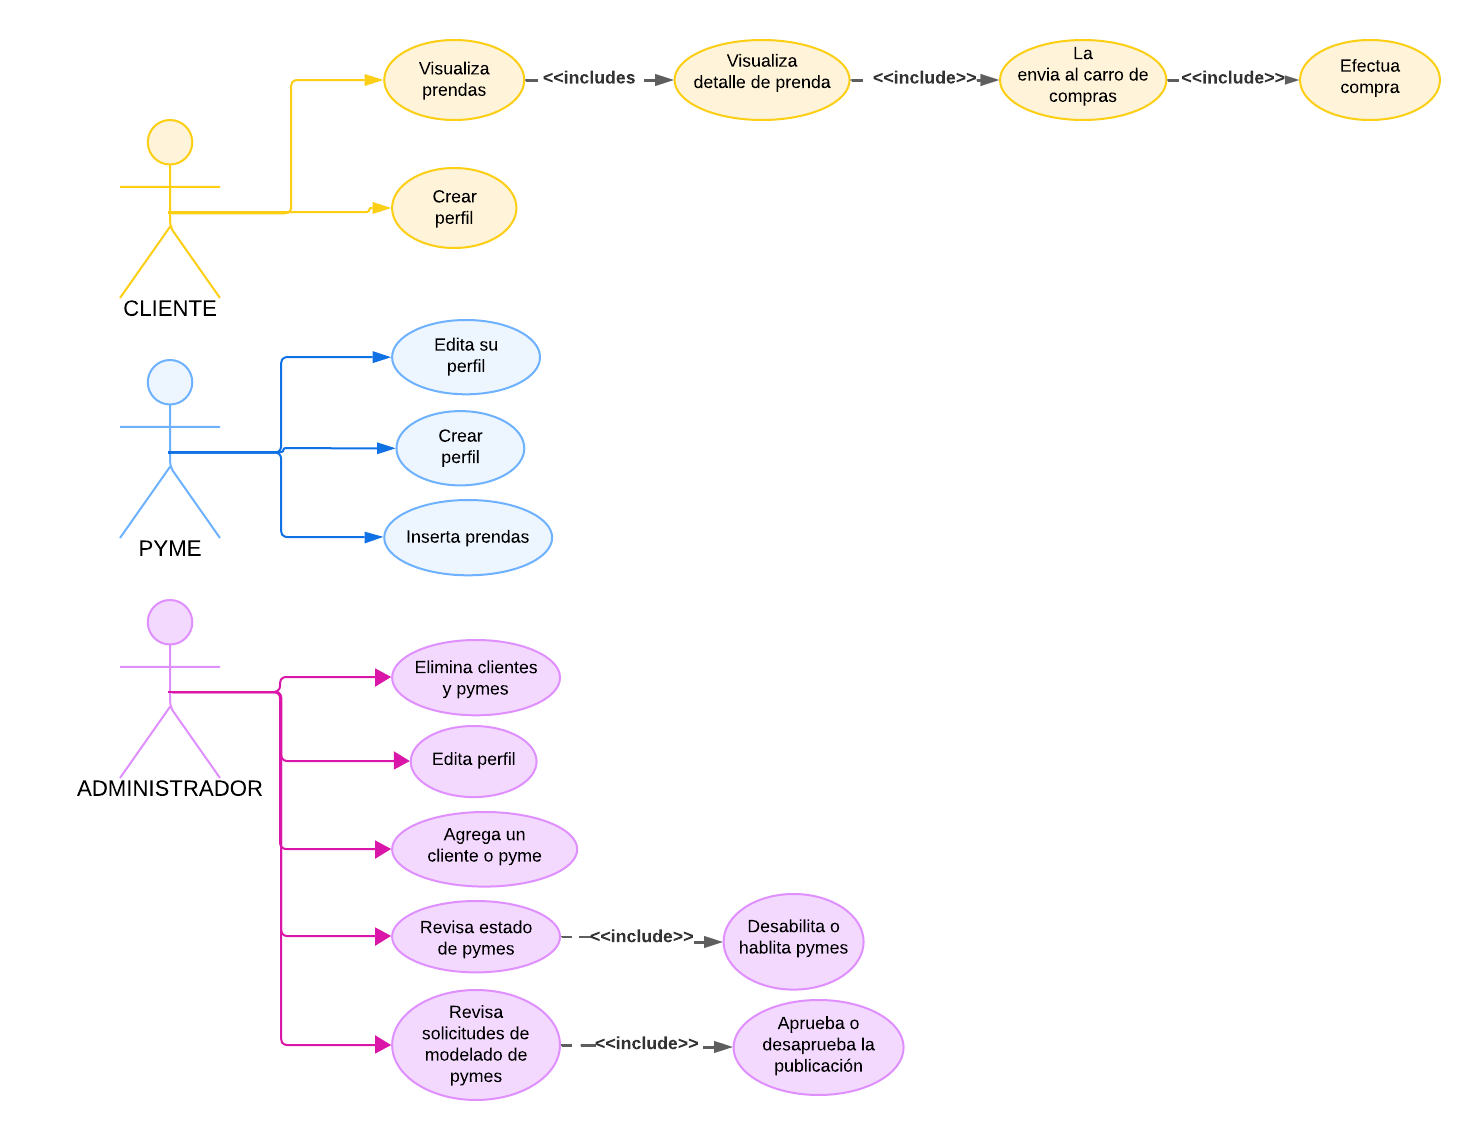 Visualiza
prendas
<<includes
Visualiza
detalle de prenda
<<include>>
La
envia al carro de
compras
<<include>>
Efectua
compra
Crear
perfil
CLIENTE
Edita su
perfil
Crear
perfil
Inserta prendas
PYME
Elimina clientes
y pymes
Edita perfil
ADMINISTRADOR
Agrega un
cliente o pyme
Revisa estado
de pymes
<<include>>
Desabilita o
hablita pymes
Revisa
solicitudes de
modelado de
pymes
<<include>>
Aprueba o
desaprueba la
publicación